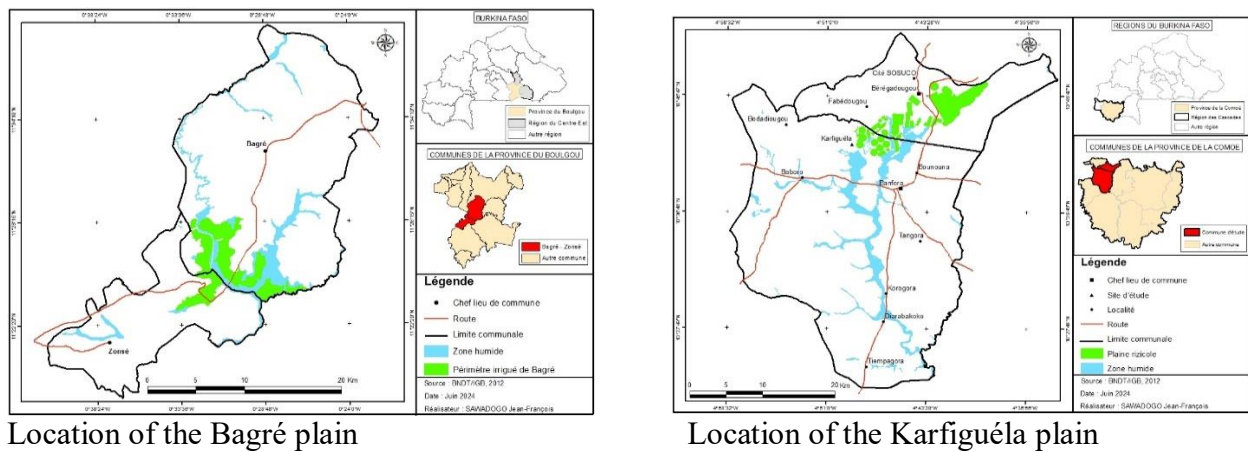 BURKINA FASO
Province du Boulgou
Région du Centre-Est
Autre région
COMMUNES DE LA PROVINCE DU BOULGOU
Bagré - Zonsé
Autre commune
Légende
Chef lieu de commune
Route
Limite communale
Zone humide
Périmètre irrigué de Bagré
Source : BNDT/IGB, 2012
Date : Juin 2024
Réalisateur : SAWADOGO Jean-François
Bagré
Zonsé
0 5 10 20 Km
Location of the Bagré plain
REGIONS DU BURKINA FASO
Province de la Comoé
Région des Cascades
Autre région
COMMUNES DE LA PROVINCE DE LA COMOE
Commune d'étude
Autre commune
Légende
Chef lieu de commune
Site d'étude
Localité
Route
Limite communale
Plaine rizicole
Zone humide
Source : BNDT/IGB, 2012
Date : Juin 2024
Réalisateur : SAWADOGO Jean-François
Cité SOSUCO
Bérégadougou
Fabédougou
Karfiguéla
Bounouna
Banfora
Tangora
Korogara
Diarabakoko
Tiempagora
0 5 10 20 Km
Location of the Karfiguéla plain